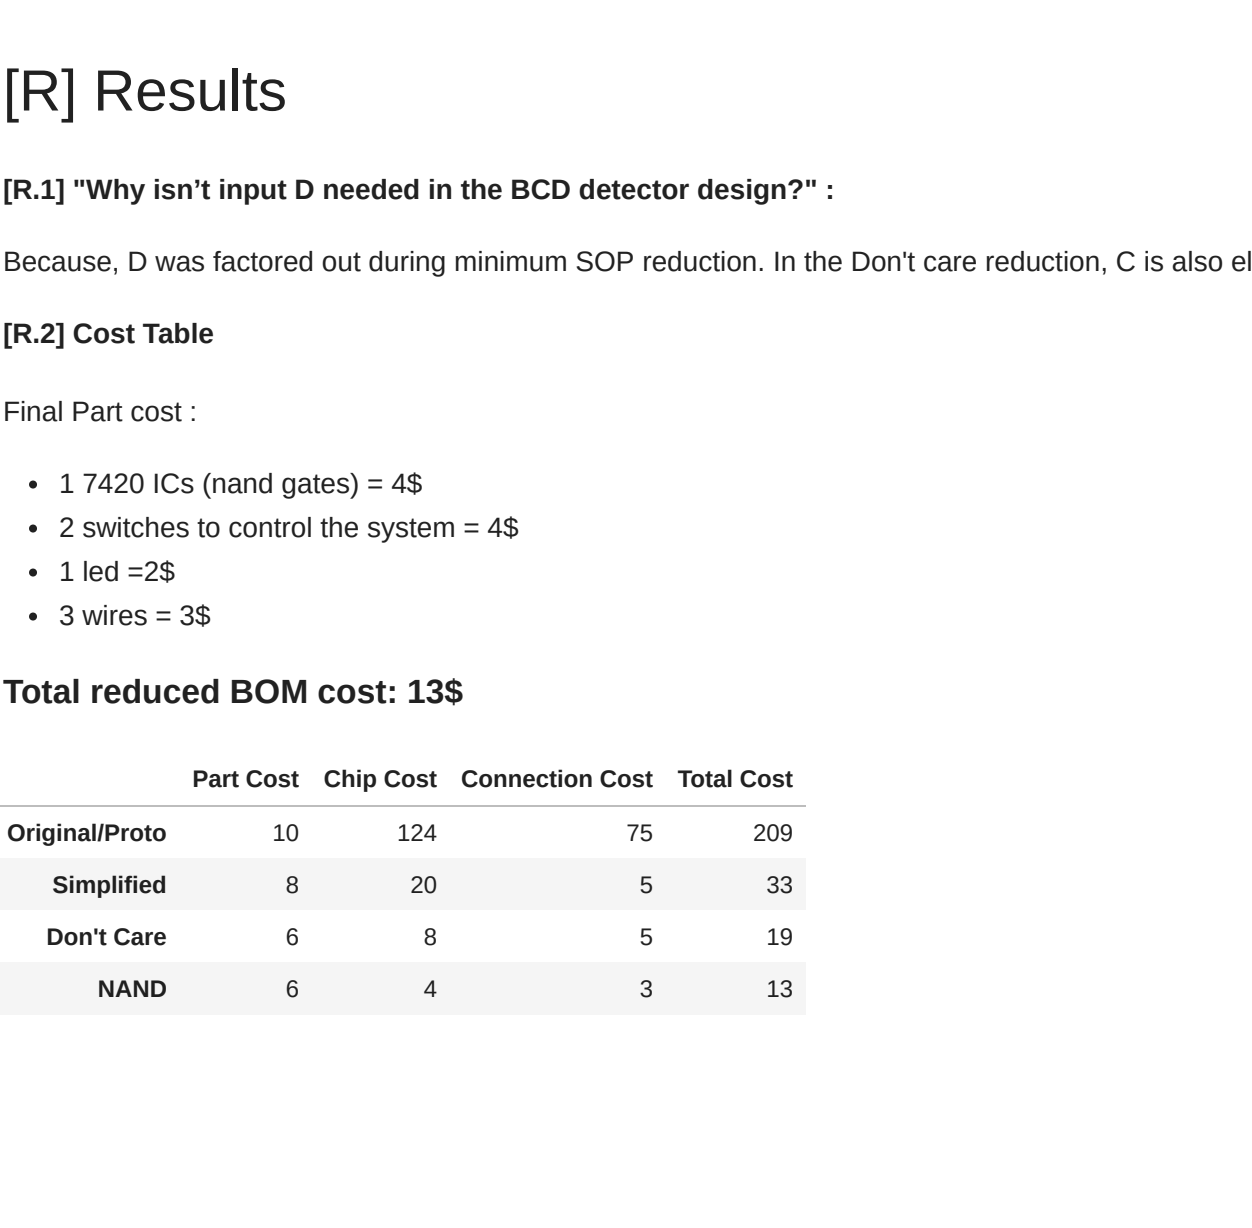 [R] Results
[R.1] "Why isn’t input D needed in the BCD detector design?" :
Because, D was factored out during minimum SOP reduction. In the Don't care reduction, C is also el
[R.2] Cost Table
Final Part cost :
• 1 7420 ICs (nand gates) = 4$
• 2 switches to control the system = 4$
• 1 led =2$
• 3 wires = 3$
Total reduced BOM cost: 13$
Part Cost Chip Cost Connection Cost Total Cost
Original/Proto 10 124 75 209
Simplified 8 20 5 33
Don't Care 6 8 5 19
NAND 6 4 3 13